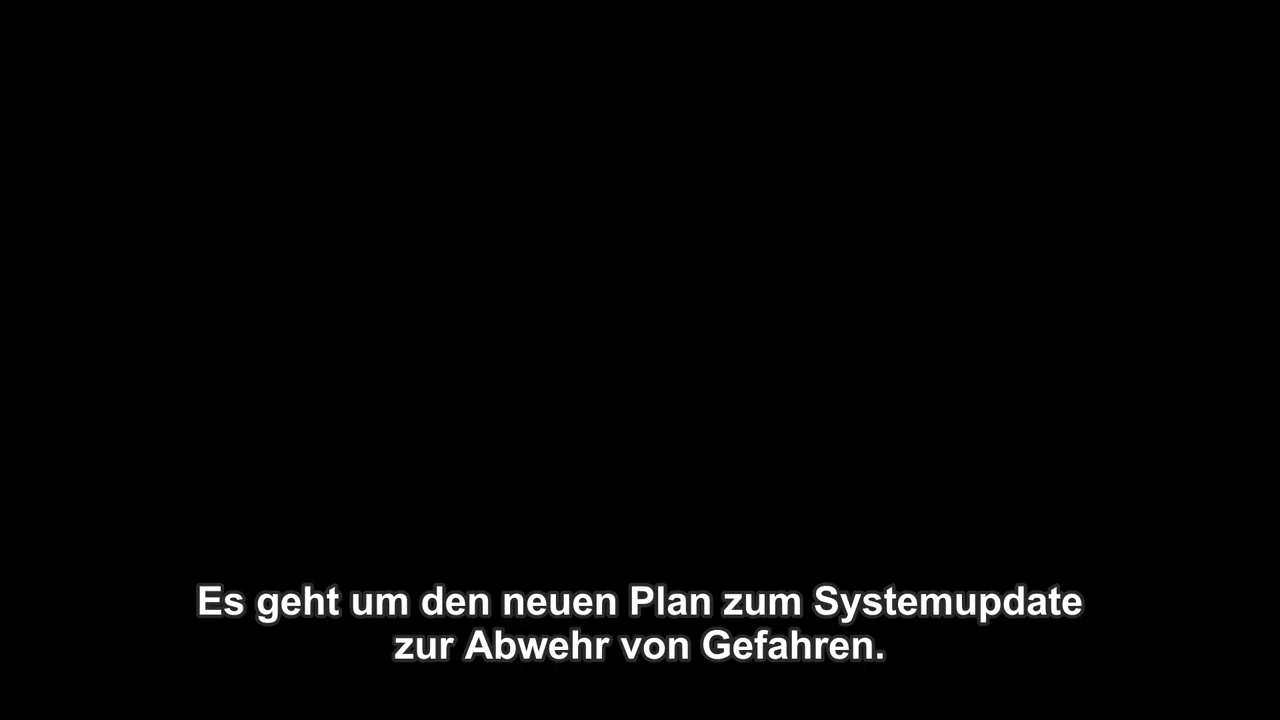 Es geht um den neuen Plan zum Systemupdate
zur Abwehr von Gefahren.